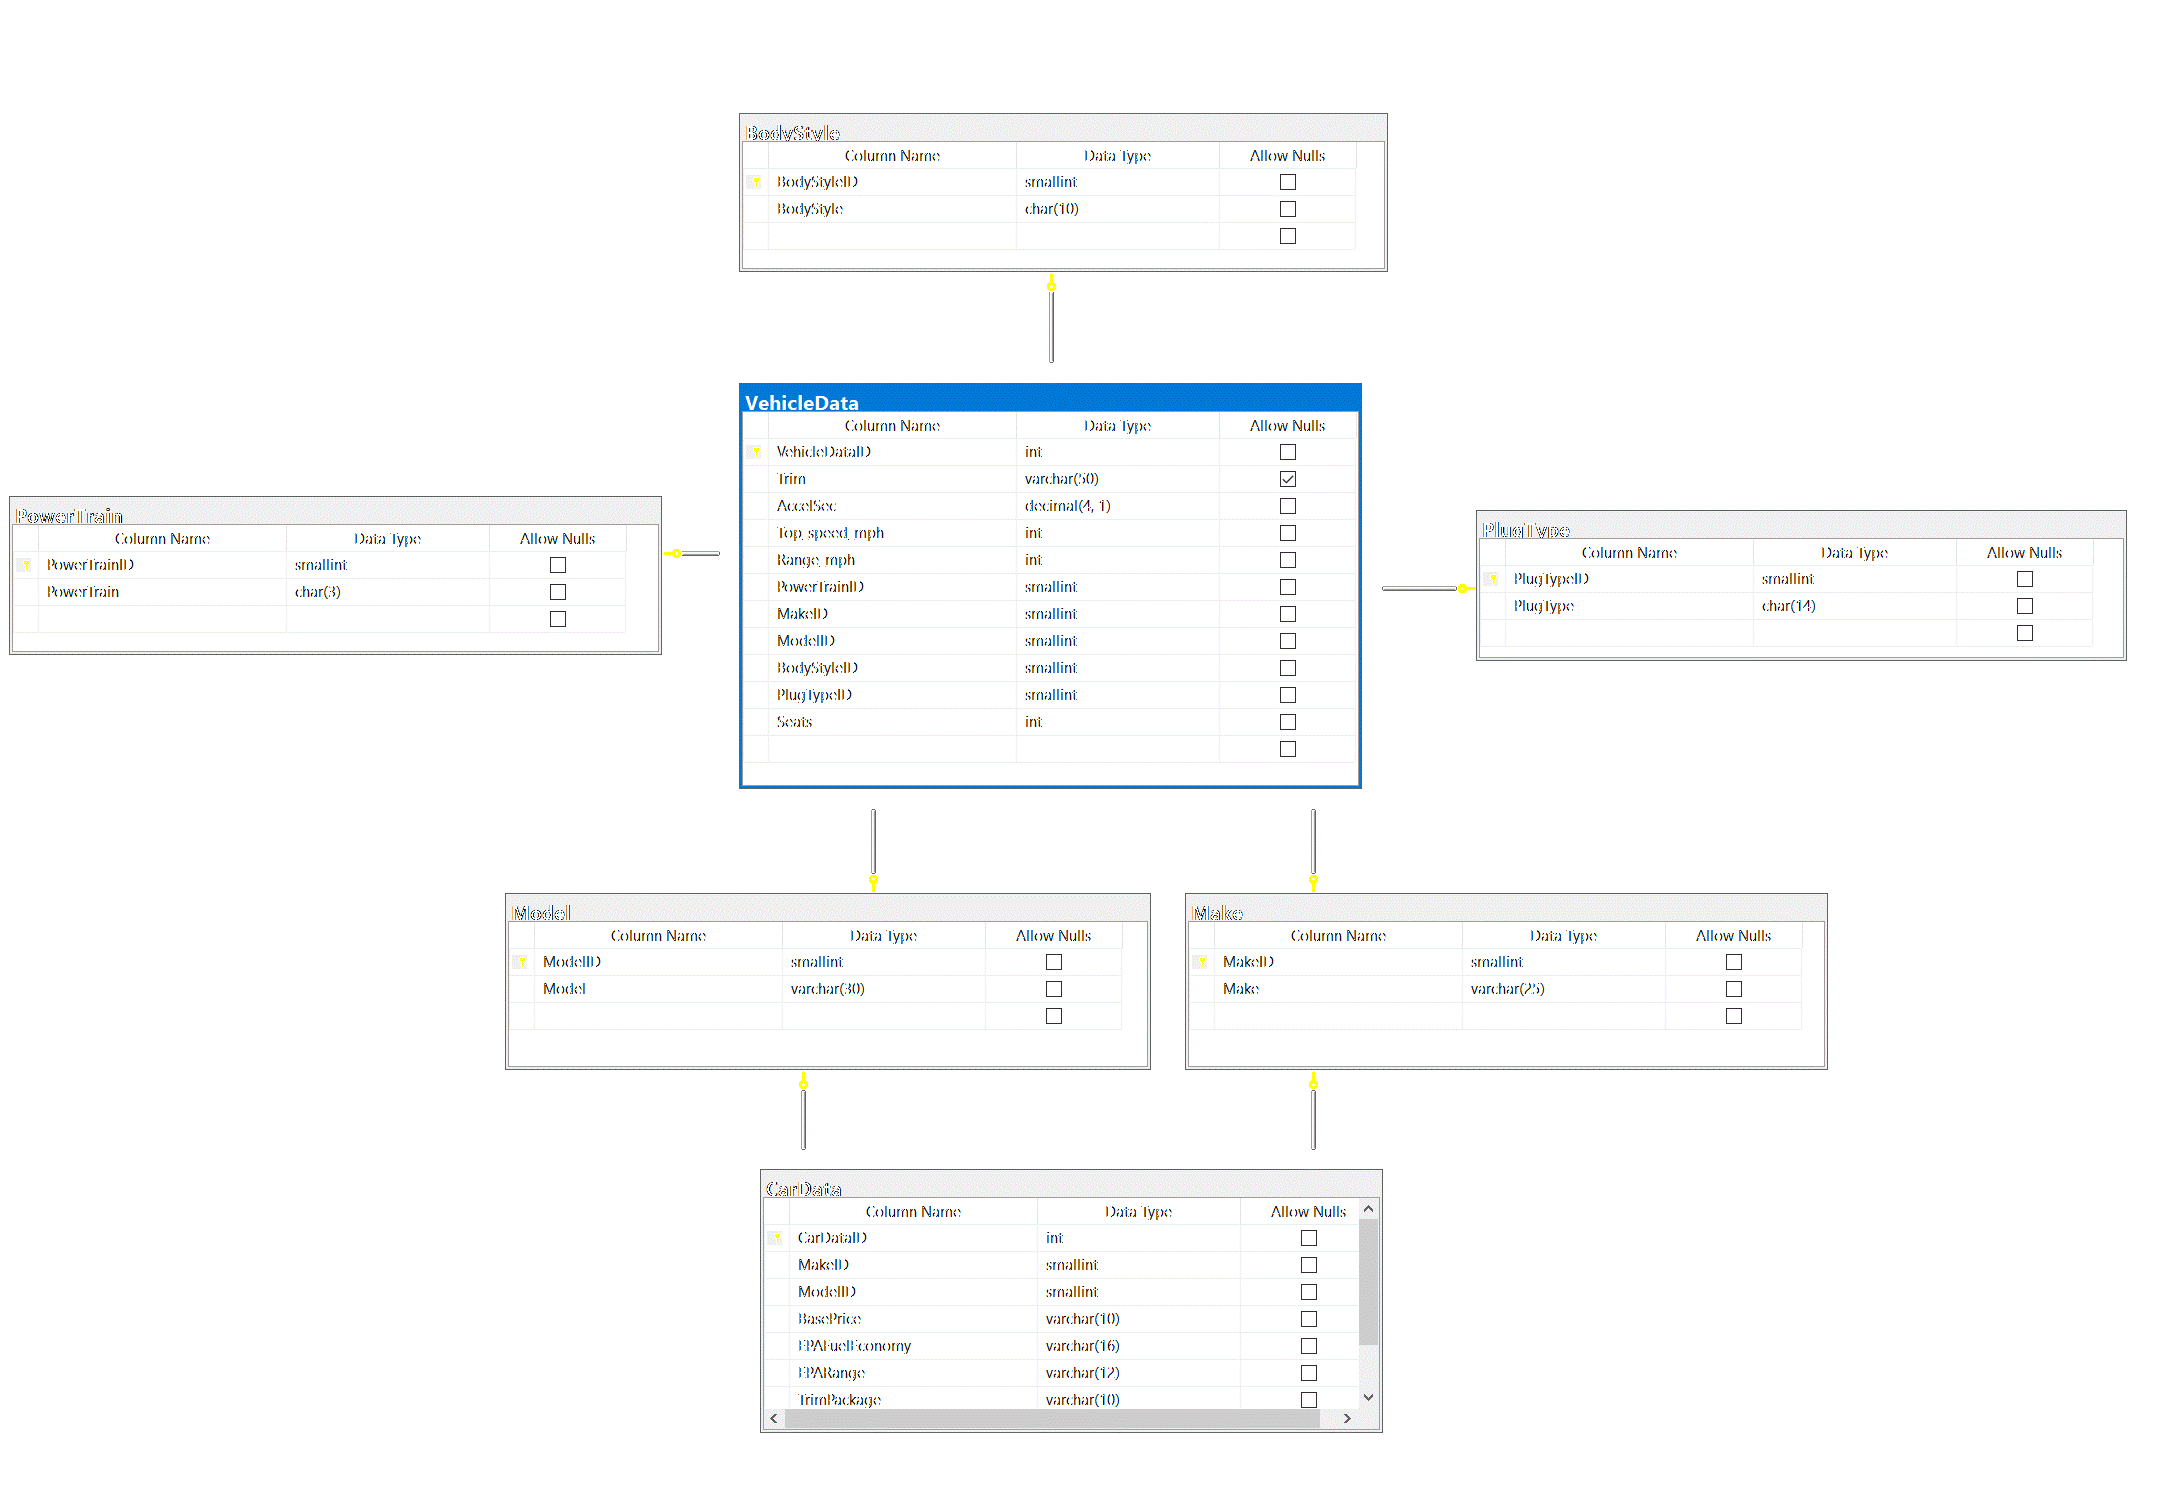 BodyStyle
Column Name Data Type Allow Nulls
BodyStyleID smallint
BodyStyle char(10)
VehicleData
Column Name Data Type Allow Nulls
VehicleDataID int
Trim varchar(50)
AccelSec decimal(4, 1)
Top_speed_mph int
Range_mph int
PowerTrainID smallint
MakeID smallint
ModelID smallint
BodyStyleID smallint
PlugTypeID smallint
Seats int
PowerTrain
Column Name Data Type Allow Nulls
PowerTrainID smallint
PowerTrain char(3)
PlugType
Column Name Data Type Allow Nulls
PlugTypeID smallint
PlugType char(14)
Model
Column Name Data Type Allow Nulls
ModelID smallint
Model varchar(30)
Make
Column Name Data Type Allow Nulls
MakeID smallint
Make varchar(25)
CarData
Column Name Data Type Allow Nulls
CarDataID int
MakeID smallint
ModelID smallint
BasePrice varchar(10)
EPAFuelEconomy varchar(16)
EPARange varchar(12)
TrimPackage varchar(10)